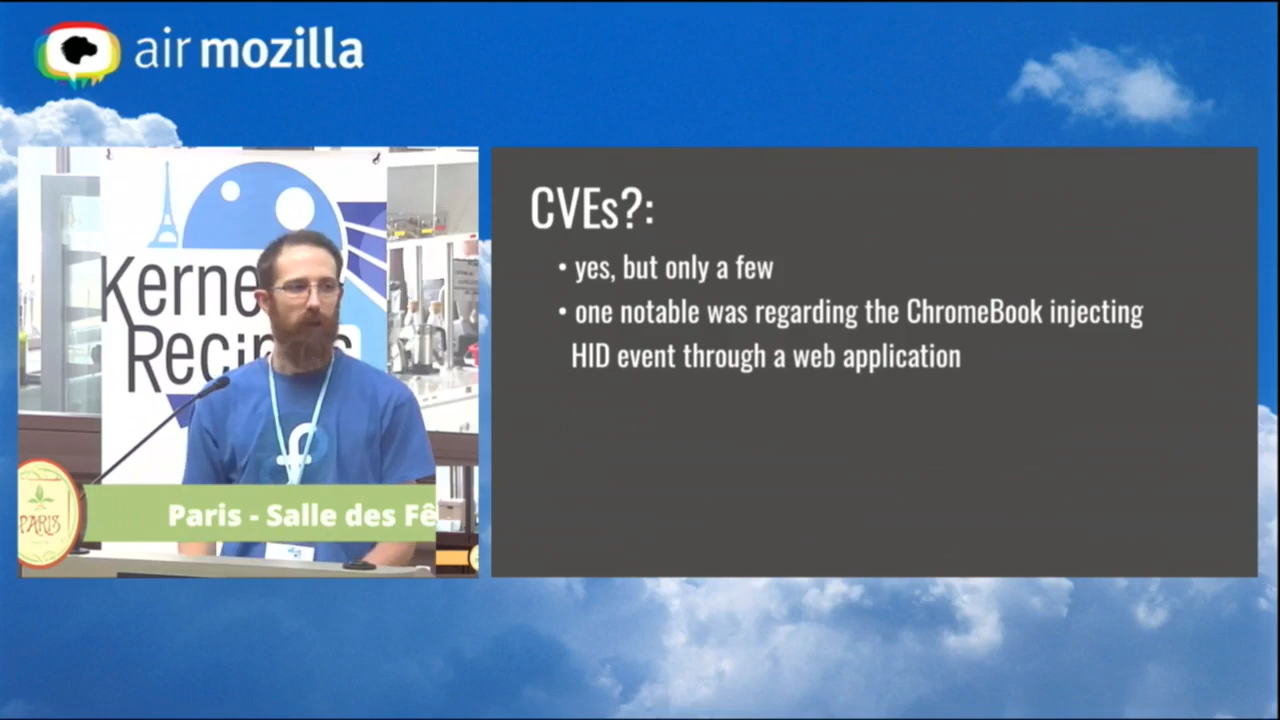 air mozilla
Kerne
Recip
PARIS
Paris - Salle des Fê
CVEs?:
• yes, but only a few
• one notable was regarding the ChromeBook injecting
HID event through a web application